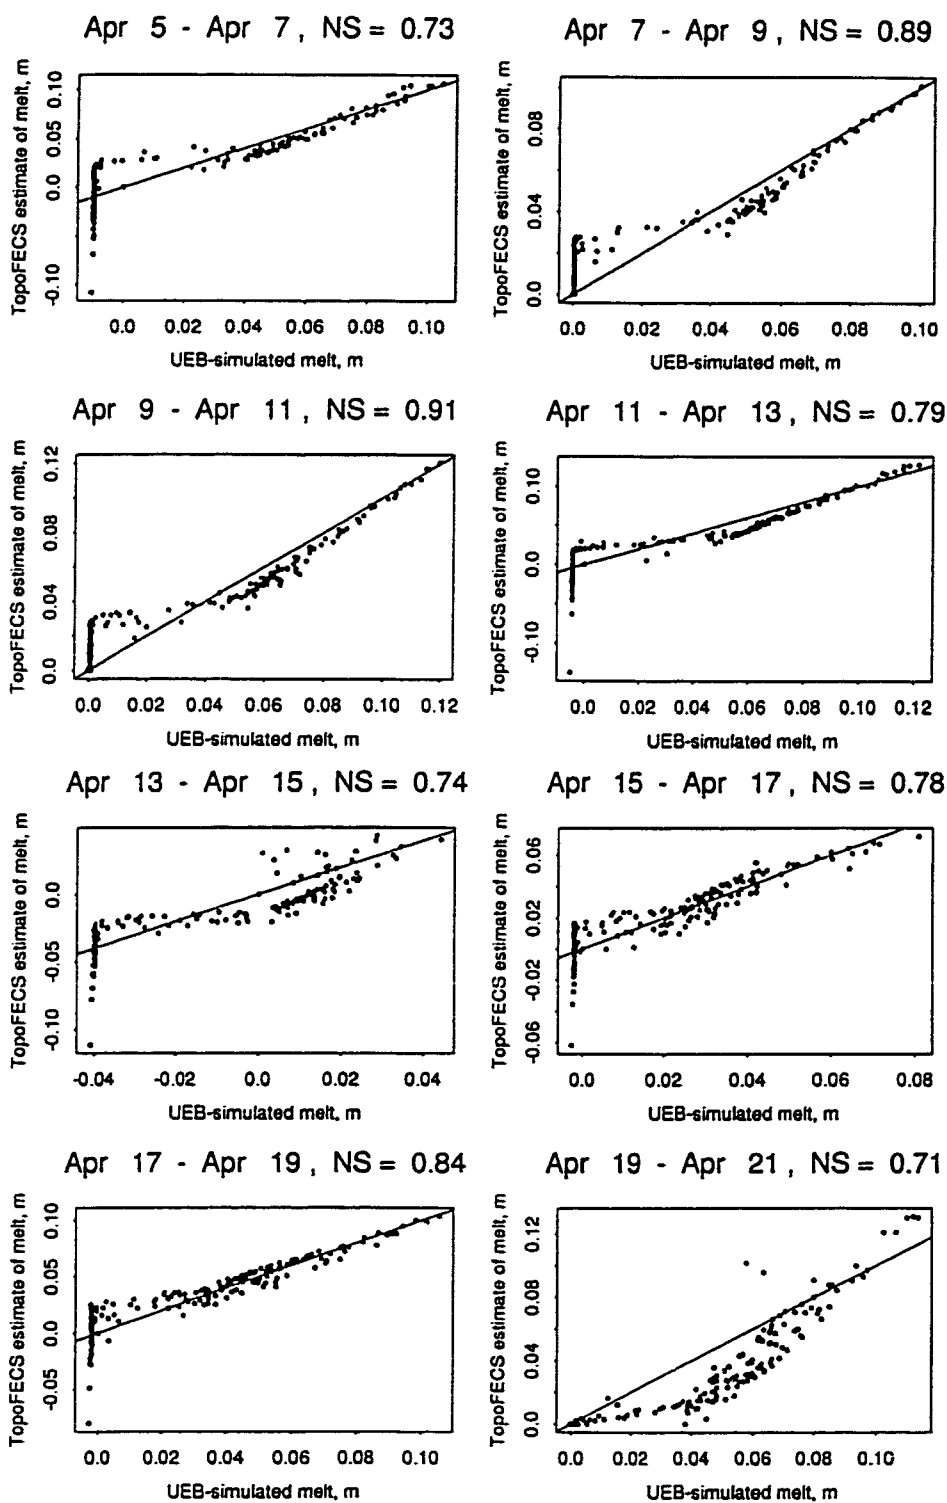 Apr 5 - Apr 7 , NS = 0.73
TopoFECS estimate of melt, m
0.10
0.05
0.0
-0.10
0.0 0.02 0.04 0.06 0.08 0.10
UEB-simulated melt, m
Apr 7 - Apr 9 , NS = 0.89
TopoFECS estimate of melt, m
0.08
0.04
0.0
0.0 0.02 0.04 0.06 0.08 0.10
UEB-simulated melt, m
Apr 9 - Apr 11 , NS = 0.91
TopoFECS estimate of melt, m
0.12
0.08
0.04
0.0
0.0 0.02 0.04 0.06 0.08 0.10 0.12
UEB-simulated melt, m
Apr 11 - Apr 13 , NS = 0.79
TopoFECS estimate of melt, m
0.10
0.0
-0.10
0.0 0.02 0.04 0.06 0.08 0.10 0.12
UEB-simulated melt, m
Apr 13 - Apr 15 , NS = 0.74
TopoFECS estimate of melt, m
0.0
-0.05
-0.10
-0.04 -0.02 0.0 0.02 0.04
UEB-simulated melt, m
Apr 15 - Apr 17 , NS = 0.78
TopoFECS estimate of melt, m
0.06
0.02
-0.02
-0.06
0.0 0.02 0.04 0.06 0.08
UEB-simulated melt, m
Apr 17 - Apr 19 , NS = 0.84
TopoFECS estimate of melt, m
0.10
0.05
0.0
-0.05
0.0 0.02 0.04 0.06 0.08 0.10
UEB-simulated melt, m
Apr 19 - Apr 21 , NS = 0.71
TopoFECS estimate of melt, m
0.12
0.08
0.04
0.0
0.0 0.02 0.04 0.06 0.08 0.10
UEB-simulated melt, m